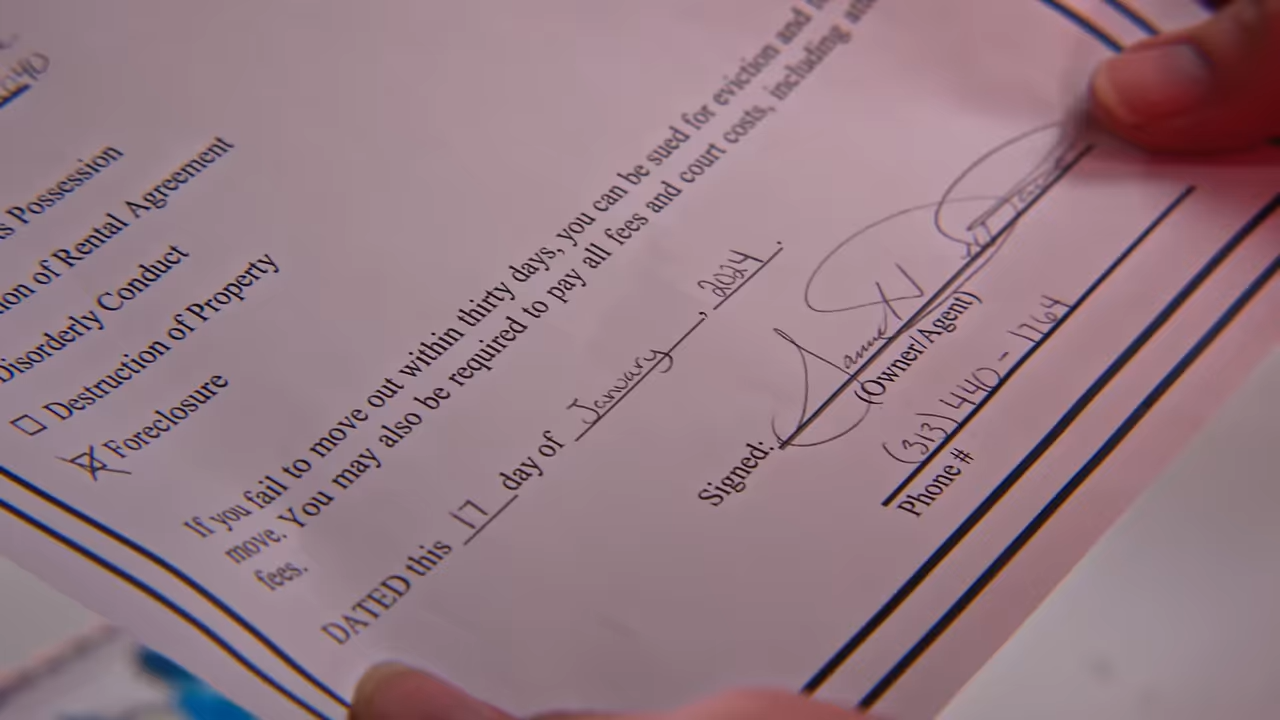 040
s Possession
on of Rental Agreement
Disorderly Conduct
Destruction of Property
Foreclosure
If you fail to move out within thirty days, you can be sued for eviction and
move. You may also be required to pay all fees and court costs, including
fees.
DATED this 17 day of January, 2024.
Signed:
(Owner/Agent)
(313) 440-1764
Phone #